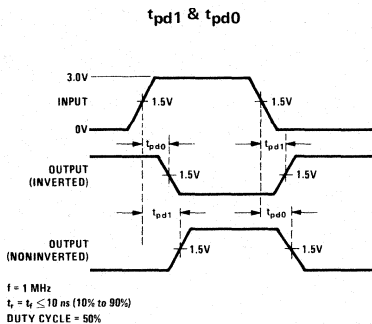 tpd1 & tpd0
3.0V
INPUT
1.5V
1.5V
0V
tpd0
tpd1
OUTPUT
(INVERTED)
1.5V
1.5V
tpd1
tpd0
OUTPUT
(NONINVERTED)
1.5V
1.5V
f = 1 MHz
tr = tf ≤ 10 ns (10% to 90%)
DUTY CYCLE = 50%